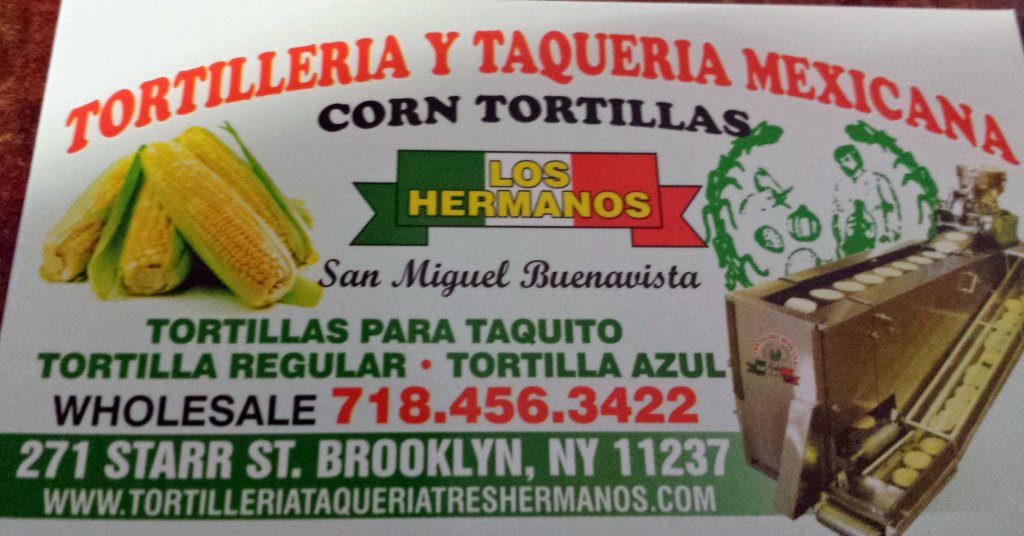 TORTILLERIA Y TAQUERIA MEXICANA
CORN TORTILLAS
LOS
HERMANOS
San Miguel Buenavista
TORTILLAS PARA TAQUITO
TORTILLA REGULAR • TORTILLA AZUL
WHOLESALE 718.456.3422
271 STARR ST. BROOKLYN, NY 11237
WWW.TORTILLERIATAQUERIATRESHERMANOS.COM